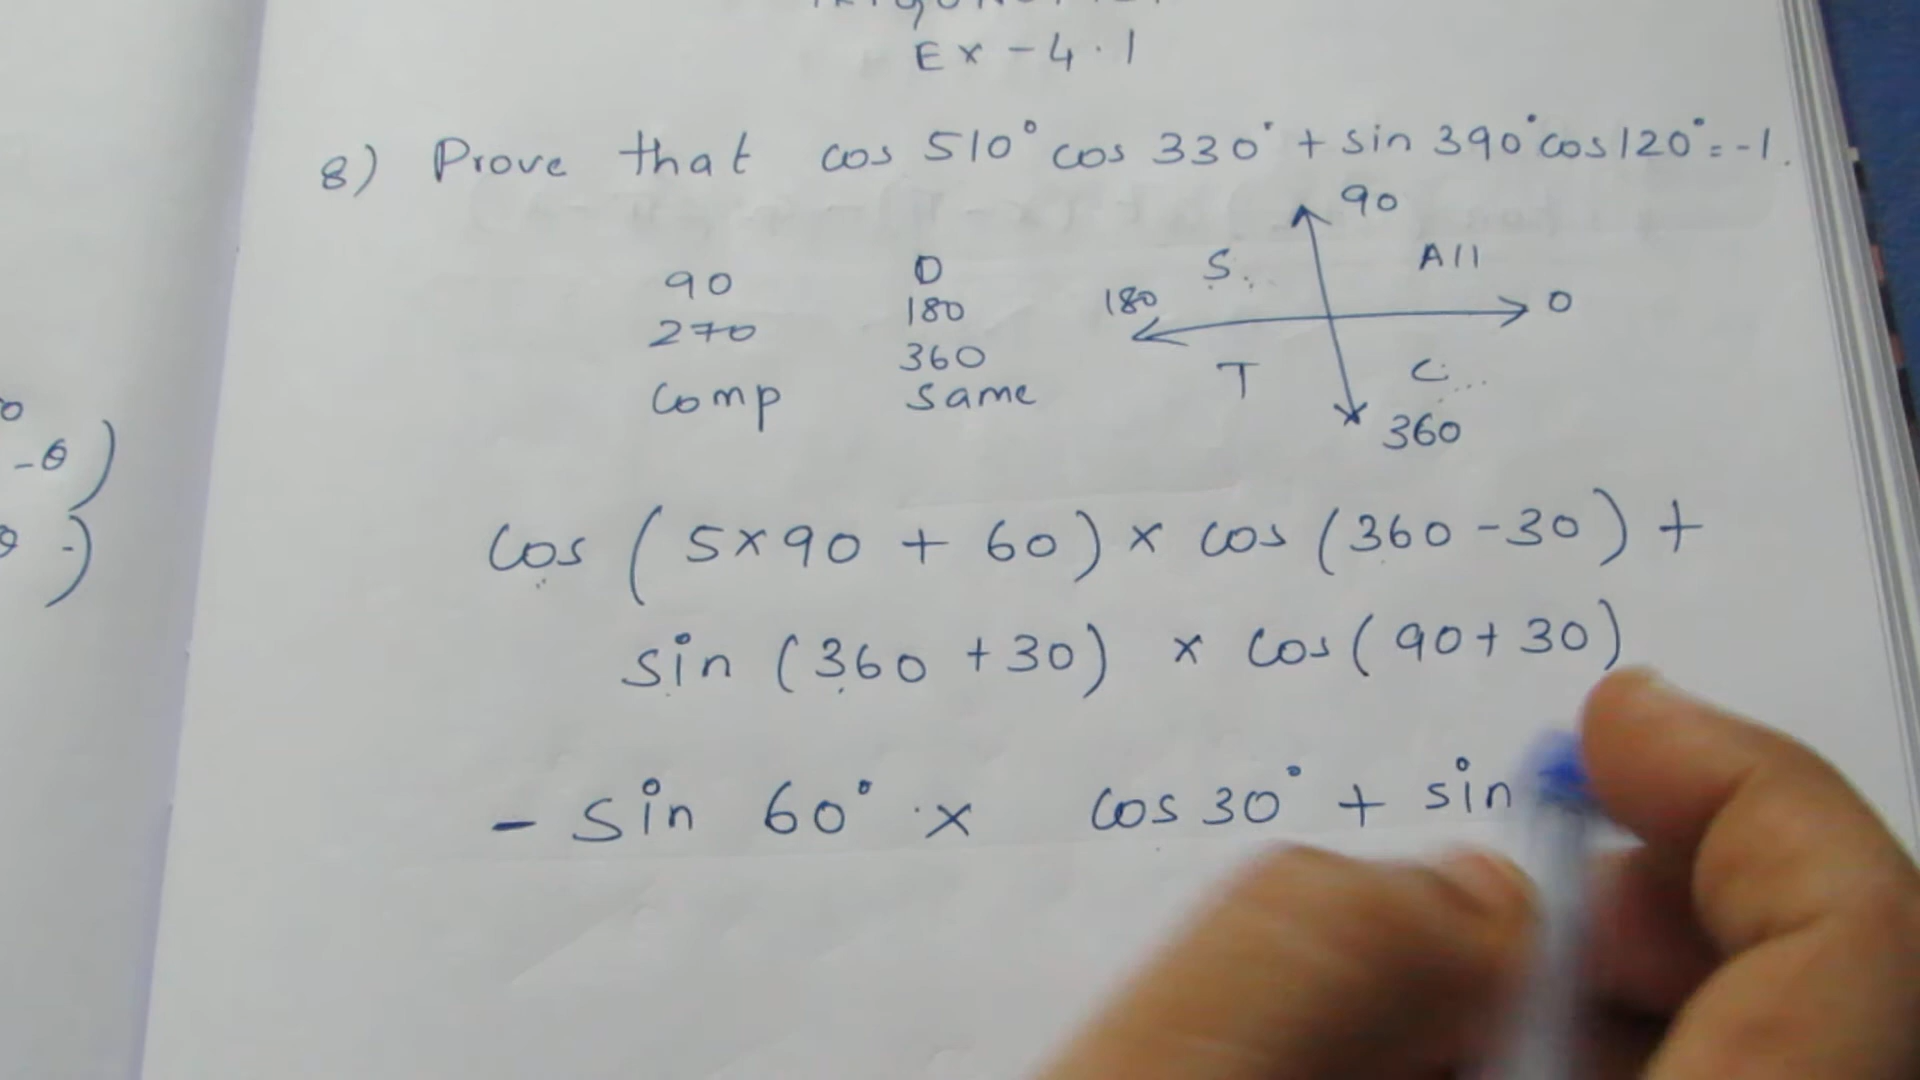 Ex - 4.1
8) Prove that cos 510° cos 330° + sin 390° cos 120° = -1.
90
270
Comp
0
180
360
Same
90
S
All
180
0
T
C
360
cos (5×90 + 60) × cos (360 - 30) +
sin (360 + 30) × cos (90 + 30)
- sin 60° × cos 30° + sin
-θ)
-)